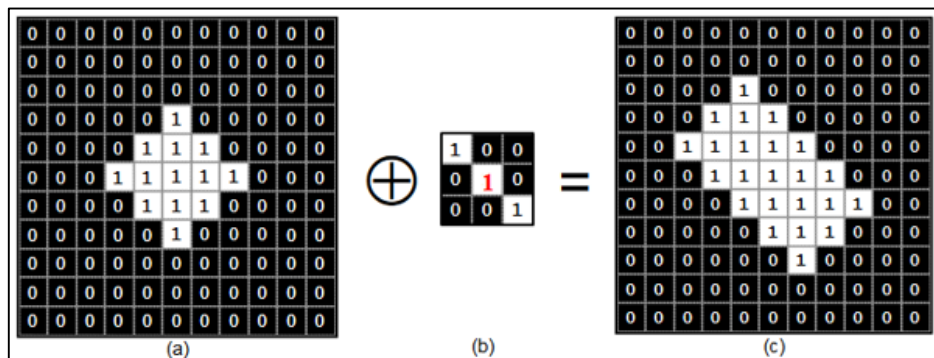 0 0 0 0 0 0 0 0 0 0 0
0 0 0 0 0 0 0 0 0 0 0
0 0 0 0 0 0 0 0 0 0 0
0 0 0 0 0 1 0 0 0 0 0
0 0 0 0 1 1 1 0 0 0 0
0 0 0 1 1 1 1 1 0 0 0
0 0 0 0 1 1 1 0 0 0 0
0 0 0 0 0 1 0 0 0 0 0
0 0 0 0 0 0 0 0 0 0 0
0 0 0 0 0 0 0 0 0 0 0
0 0 0 0 0 0 0 0 0 0 0
(a)
⊕
1 0 0
0 1 0
0 0 1
(b)
=
0 0 0 0 0 0 0 0 0 0 0
0 0 0 0 0 0 0 0 0 0 0
0 0 0 0 1 0 0 0 0 0 0
0 0 0 1 1 1 0 0 0 0 0
0 0 1 1 1 1 1 0 0 0 0
0 0 0 1 1 1 1 1 0 0 0
0 0 0 0 1 1 1 1 1 0 0
0 0 0 0 0 1 1 1 0 0 0
0 0 0 0 0 0 1 0 0 0 0
0 0 0 0 0 0 0 0 0 0 0
0 0 0 0 0 0 0 0 0 0 0
(c)